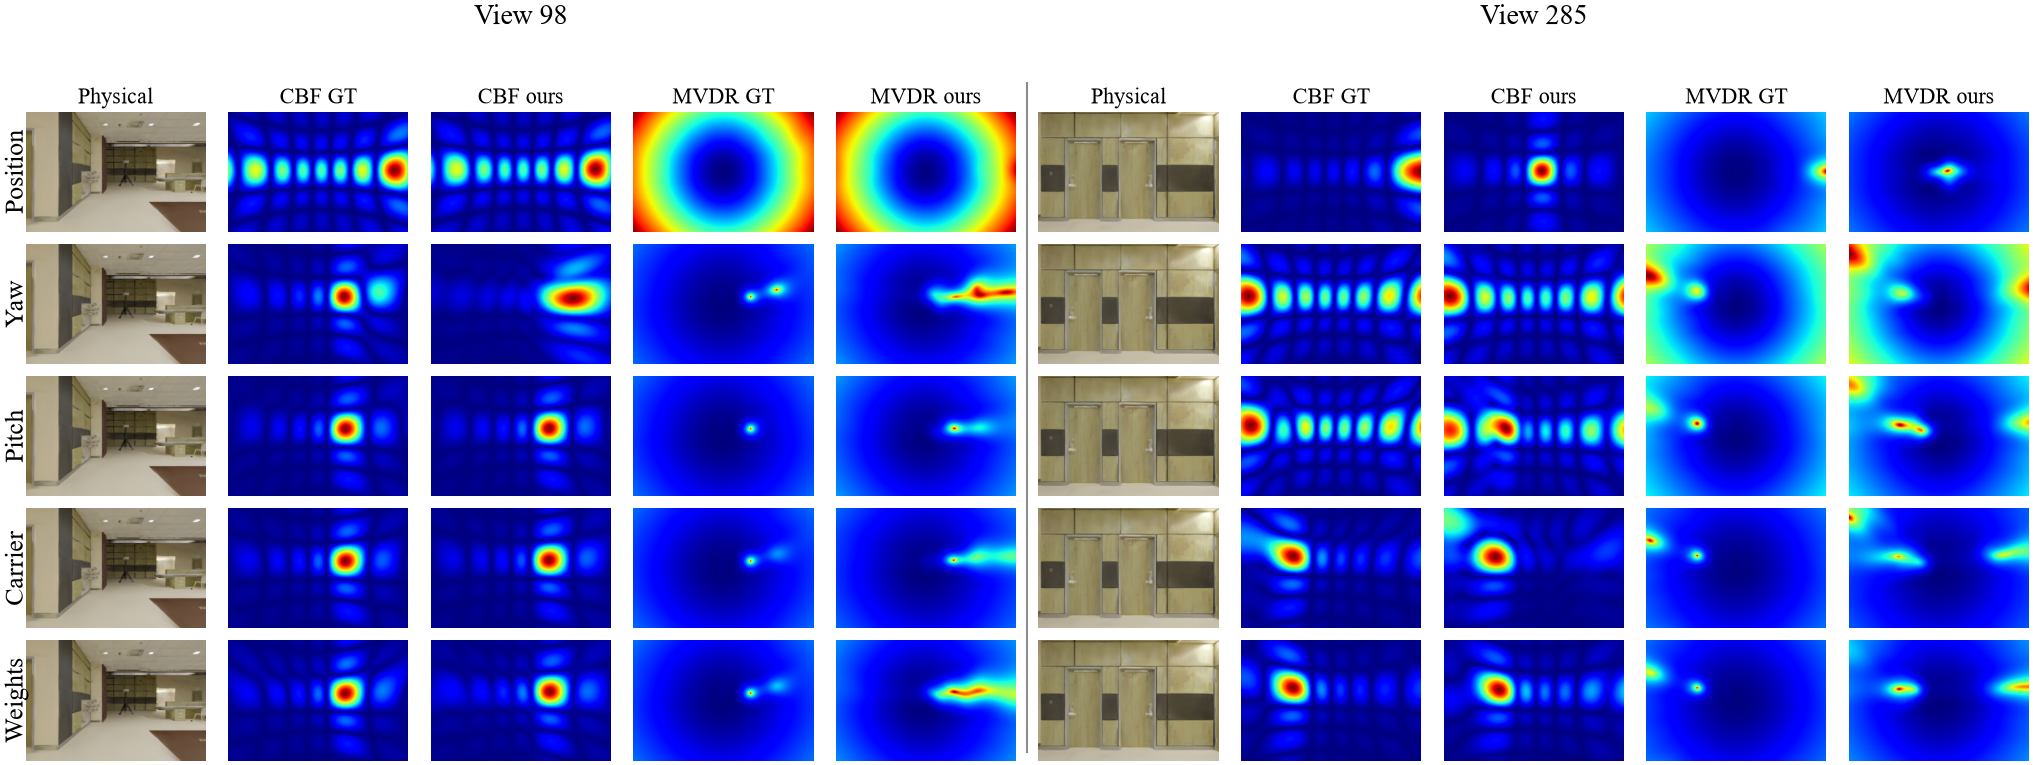 View 98
View 285
Physical CBF GT CBF ours MVDR GT MVDR ours Physical CBF GT CBF ours MVDR GT MVDR ours
Position
Yaw
Pitch
Carrier
Weights